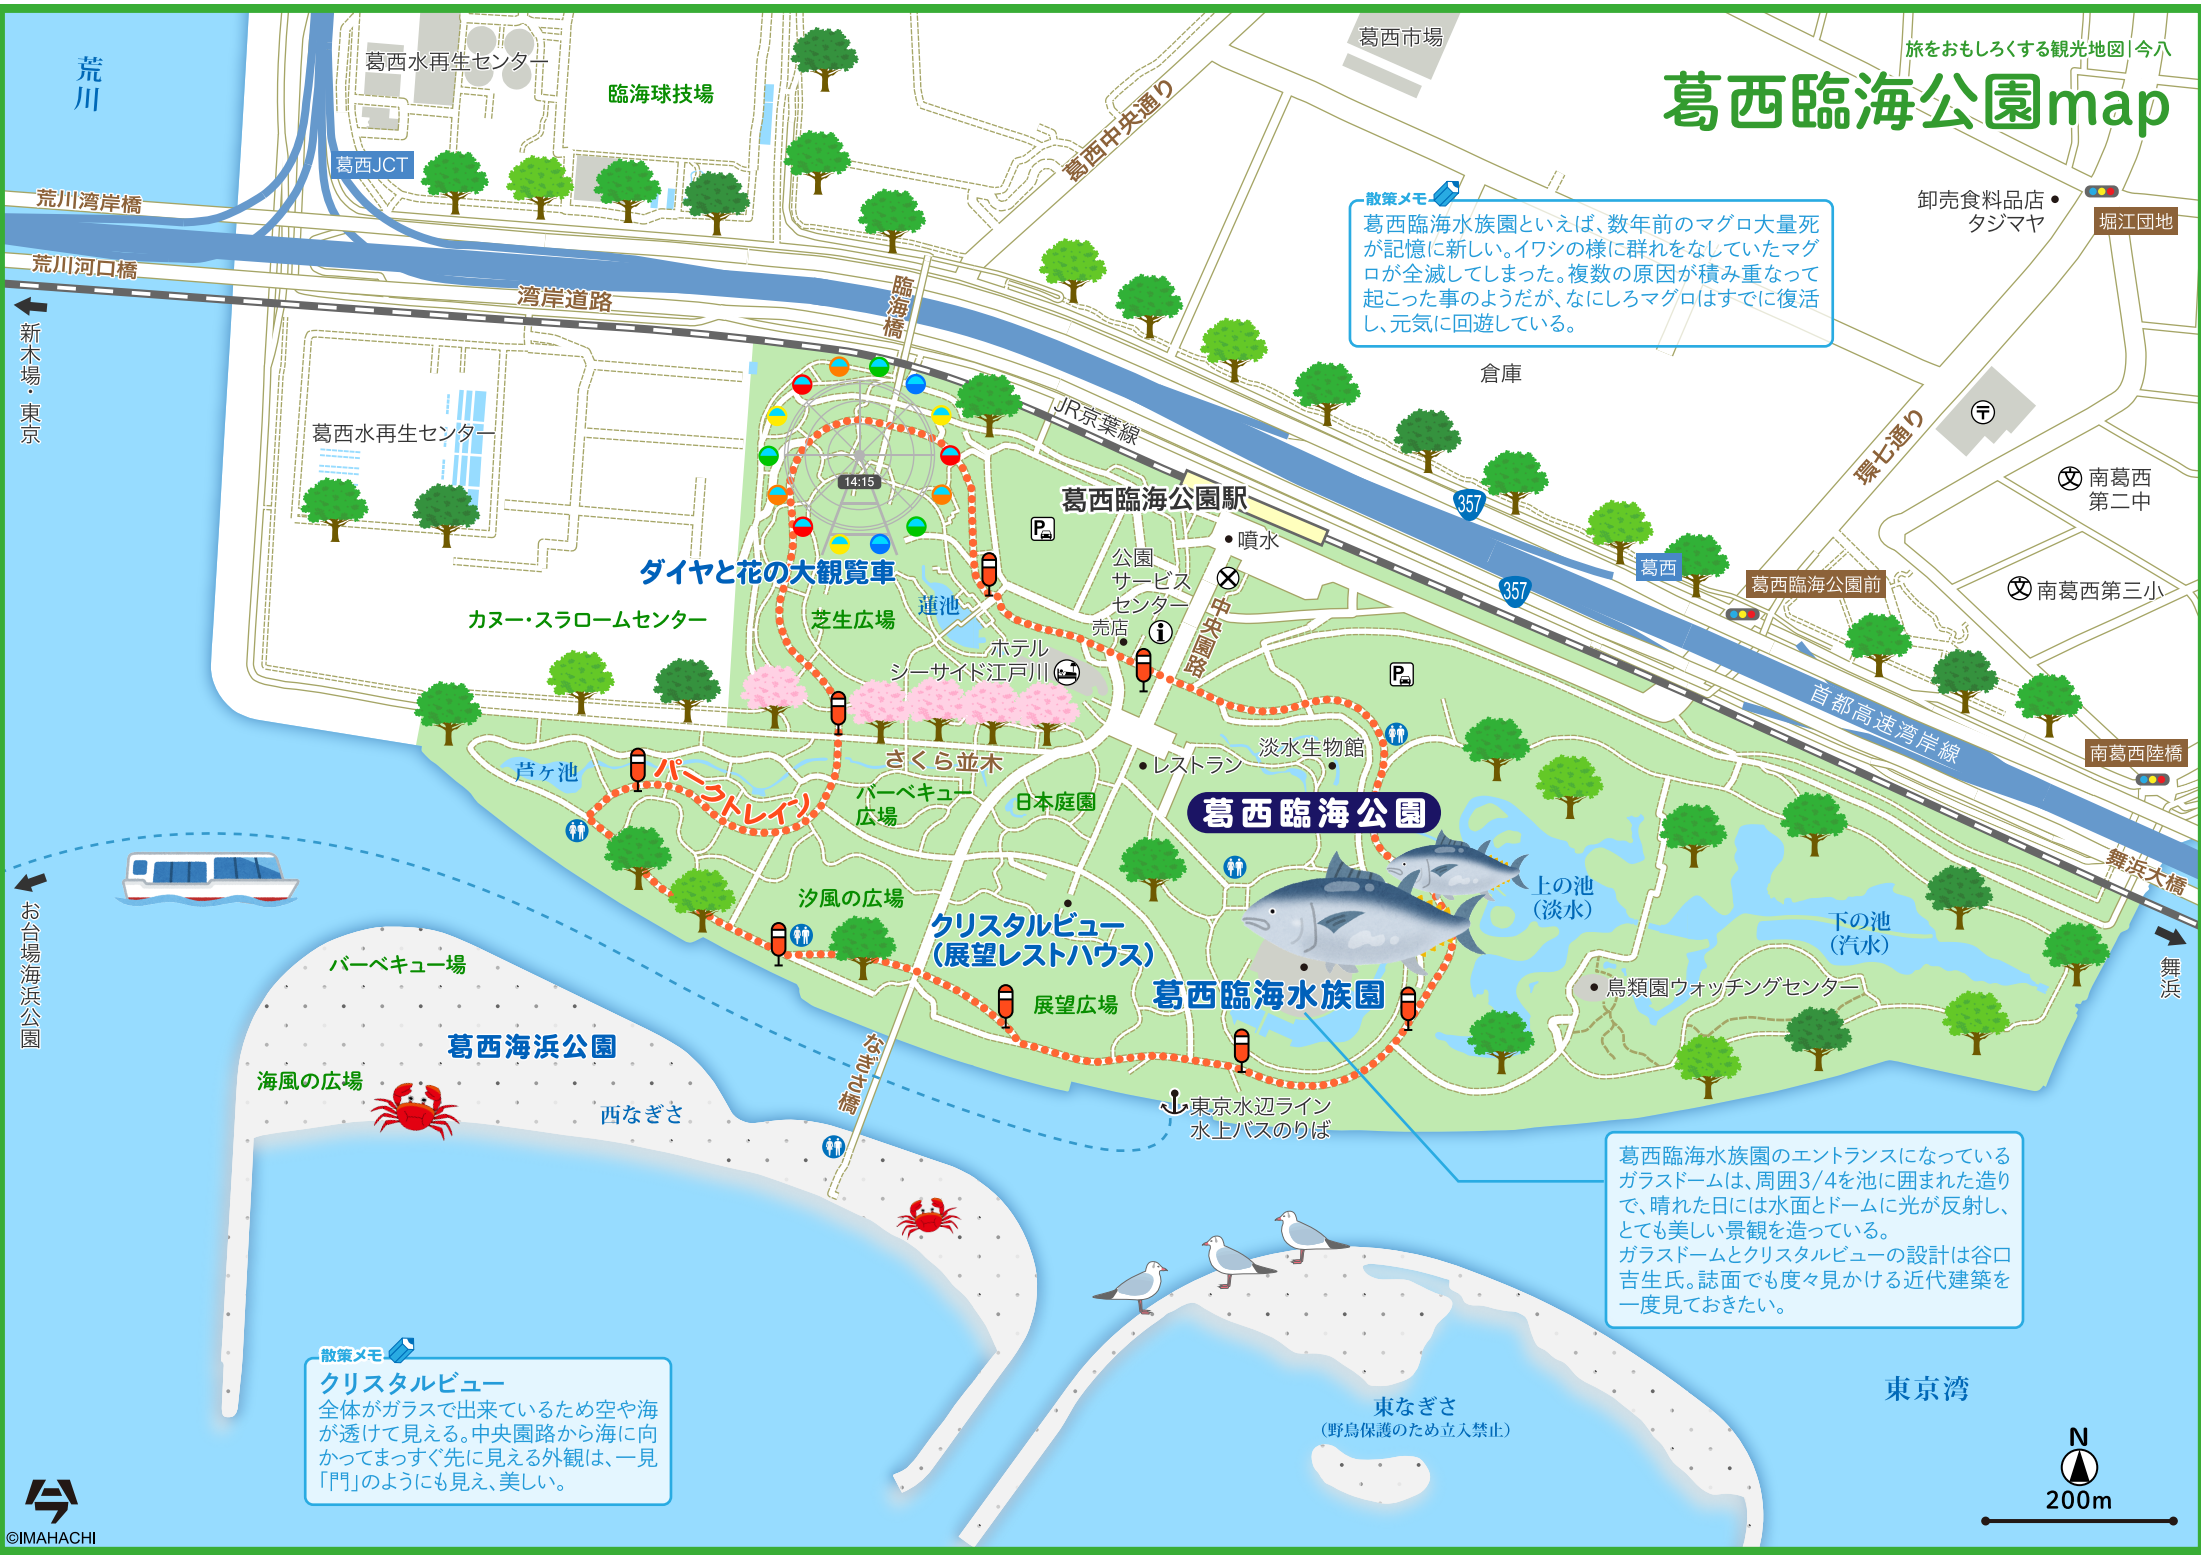 旅をおもしろくする観光地図|今八
葛西臨海公園map
荒川
葛西水再生センター
臨海球技場
葛西中央通り
葛西市場
葛西JCT
荒川湾岸橋
荒川河口橋
湾岸道路
臨海橋
散策メモ
葛西臨海水族園といえば、数年前のマグロ大量死
が記憶に新しい。イワシの様に群れをなしていたマグ
ロが全滅してしまった。複数の原因が積み重なって
起こった事のようだが、なにしろマグロはすでに復活
し、元気に回遊している。
卸売食料品店
タジマヤ
堀江団地
新木場・東京
倉庫
JR京葉線
葛西水再生センター
環七通り
14:15
葛西臨海公園駅
P
噴水
357
357
南葛西
第二中
文
文
南葛西第三小
葛西
葛西臨海公園前
ダイヤと花の大観覧車
公園
サービス
センター
売店
i
中央園路
カヌー・スラロームセンター
芝生広場
蓮池
ホテル
シーサイド江戸川
P
首都高速湾岸線
南葛西陸橋
さくら並木
芦ヶ池
パークトレイン
バーベキュー
広場
日本庭園
レストラン
淡水生物館
葛西臨海公園
舞浜大橋
お台場海浜公園
汐風の広場
クリスタルビュー
(展望レストハウス)
上の池
(淡水)
下の池
(汽水)
舞浜
バーベキュー場
葛西臨海水族園
鳥類園ウォッチングセンター
展望広場
葛西海浜公園
海風の広場
西なぎさ
なぎさ橋
東京水辺ライン
水上バスのりば
葛西臨海水族園のエントランスになっている
ガラスドームは、周囲3/4を池に囲まれた造り
で、晴れた日には水面とドームに光が反射し、
とても美しい景観を造っている。
ガラスドームとクリスタルビューの設計は谷口
吉生氏。誌面でも度々見かける近代建築を
一度見ておきたい。
散策メモ
クリスタルビュー
全体がガラスで出来ているため空や海
が透けて見える。中央園路から海に向
かってまっすぐ先に見える外観は、一見
「門」のようにも見え、美しい。
東なぎさ
(野鳥保護のため立入禁止)
東京湾
N
200m
©IMAHACHI